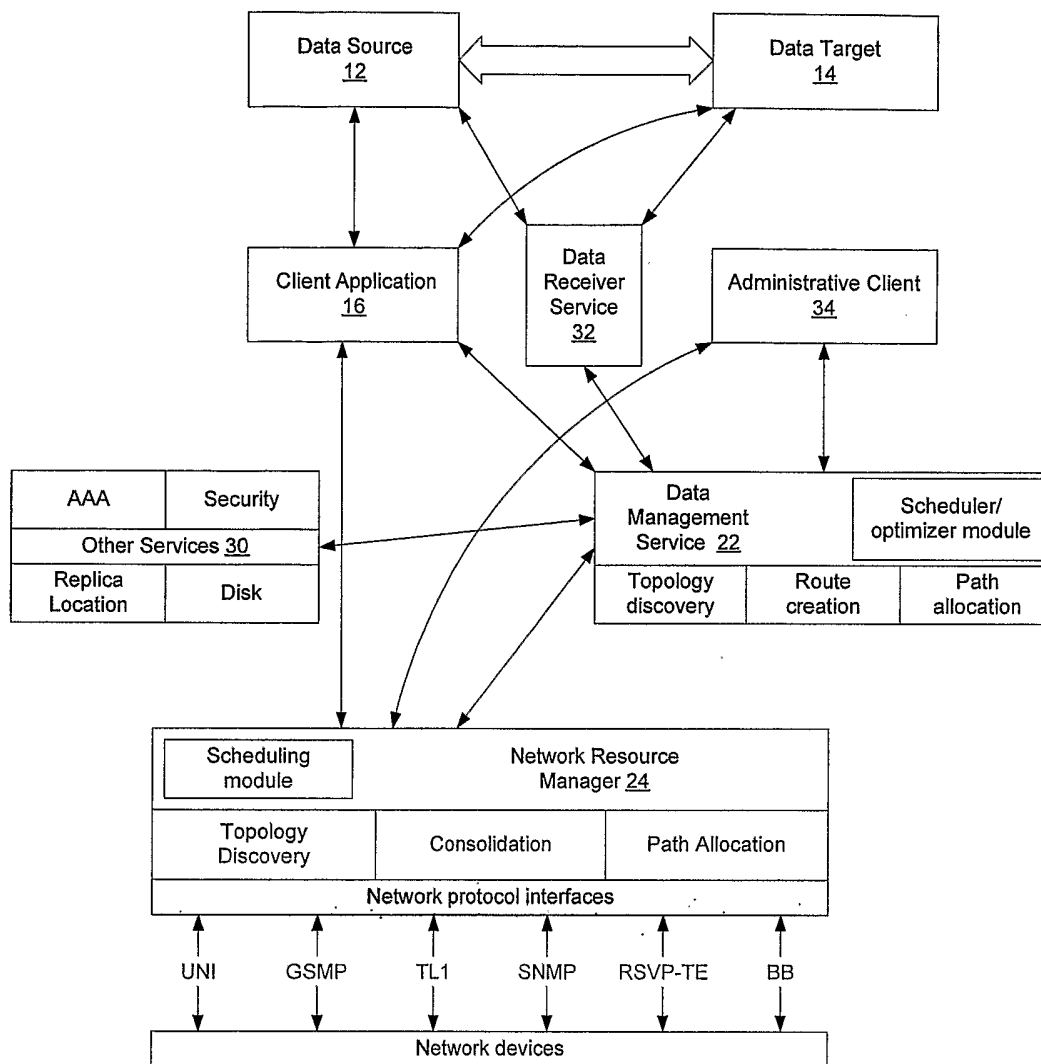 Data Source
12
Data Target
14
Client Application
16
Data
Receiver
Service
32
Administrative Client
34
AAA
Security
Other Services 30
Replica
Location
Disk
Data
Management
Service 22
Scheduler/
optimizer module
Topology
discovery
Route
creation
Path
allocation
Scheduling
module
Network Resource
Manager 24
Topology
Discovery
Consolidation
Path Allocation
Network protocol interfaces
UNI
GSMP
TL1
SNMP
RSVP-TE
BB
Network devices